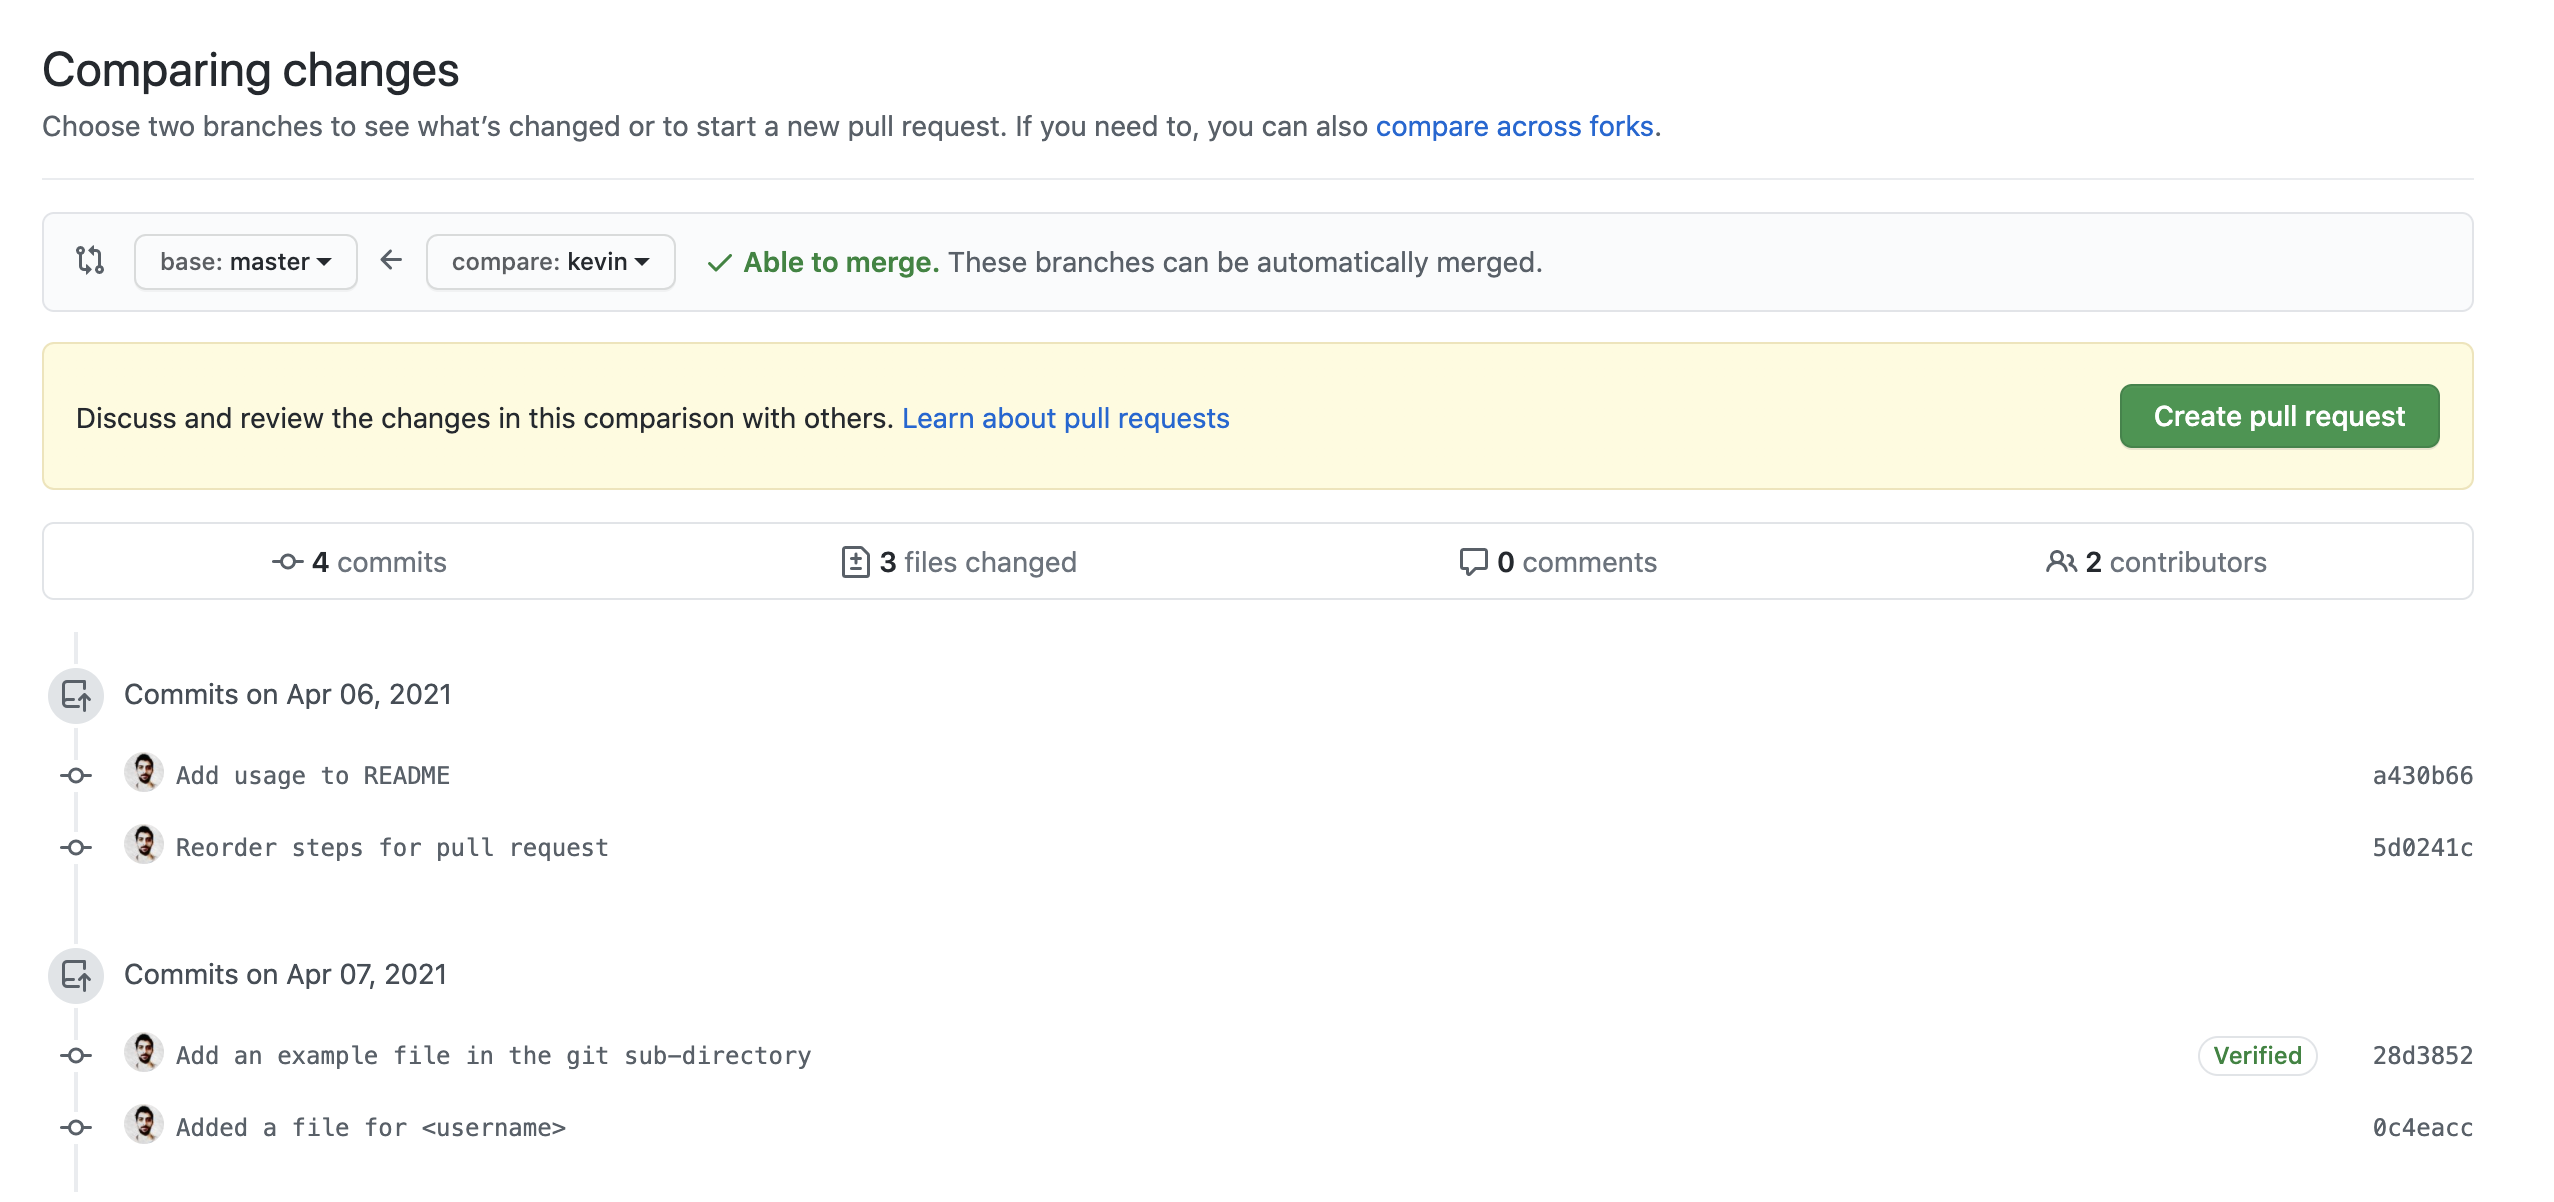 Comparing changes
Choose two branches to see what’s changed or to start a new pull request. If you need to, you can also compare across forks.
base: master compare: kevin Able to merge. These branches can be automatically merged.
Discuss and review the changes in this comparison with others. Learn about pull requests Create pull request
4 commits 3 files changed 0 comments 2 contributors
Commits on Apr 06, 2021
Add usage to README a430b66
Reorder steps for pull request 5d0241c
Commits on Apr 07, 2021
Add an example file in the git sub-directory Verified 28d3852
Added a file for <username> 0c4eacc